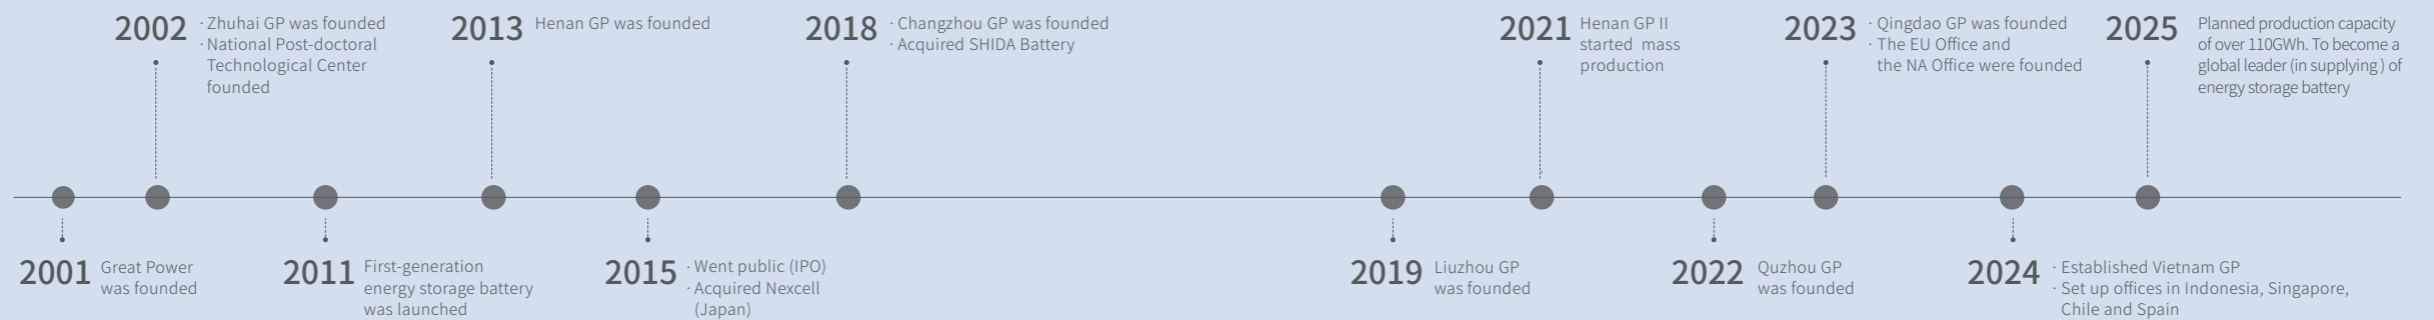 2002
· Zhuhai GP was founded
· National Post-doctoral
Technological Center
founded
2013
Henan GP was founded
2018
· Changzhou GP was founded
· Acquired SHIDA Battery
2021
Henan GP II
started mass
production
2023
· Qingdao GP was founded
· The EU Office and
the NA Office were founded
2025
Planned production capacity
of over 110GWh. To become a
global leader (in supplying ) of
energy storage battery
2001
Great Power
was founded
2011
First-generation
energy storage battery
was launched
2015
· Went public (IPO)
· Acquired Nexcell
(Japan)
2019
Liuzhou GP
was founded
2022
Quzhou GP
was founded
2024
· Established Vietnam GP
· Set up offices in Indonesia, Singapore,
Chile and Spain